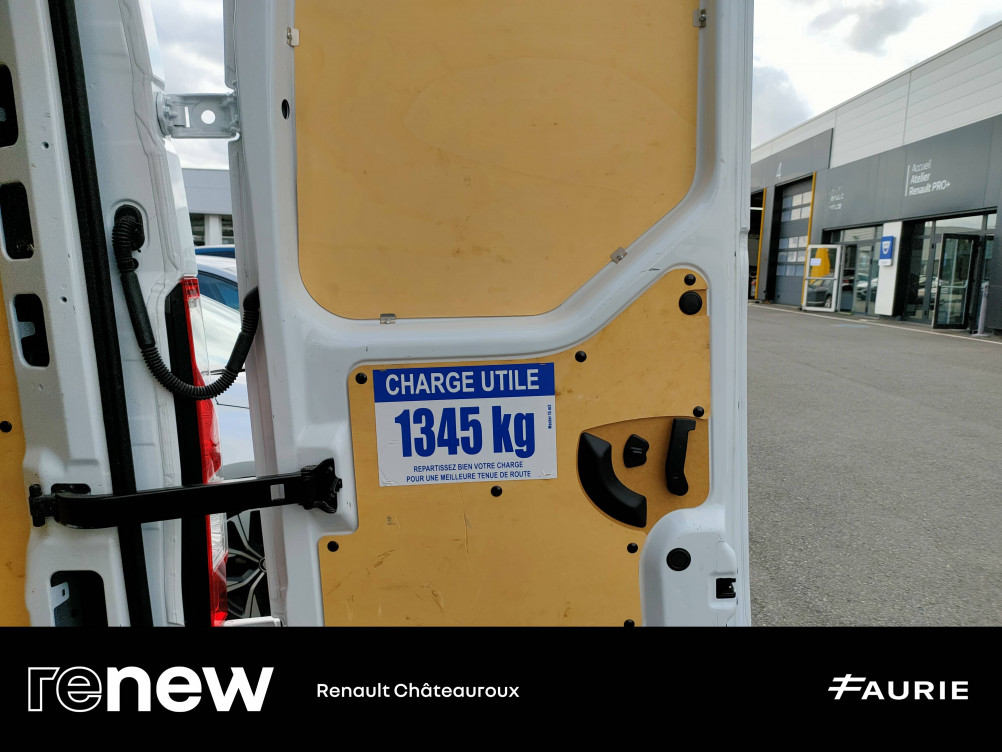 Accueil
Atelier
Renault PRO+
CHARGE UTILE
1345 kg
REPARTISSEZ BIEN VOTRE CHARGE
POUR UNE MEILLEURE TENUE DE ROUTE
renew
Renault Châteauroux
FAURIE